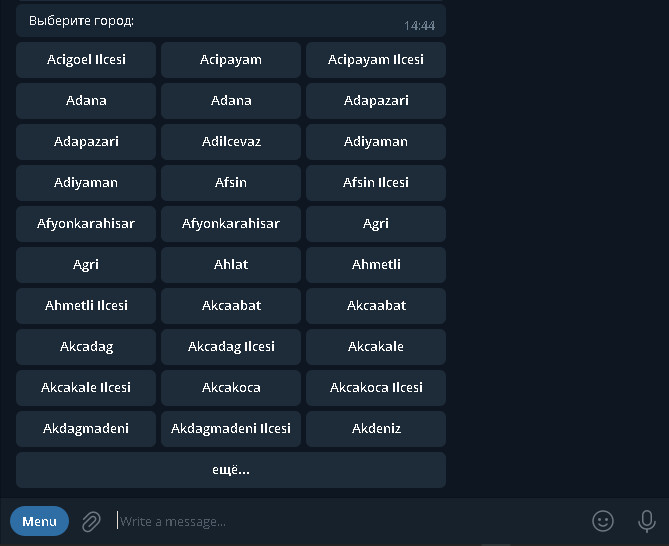 Выберите город:
14:44
Acigoel Ilcesi Acipayam Acipayam Ilcesi
Adana Adana Adapazari
Adapazari Adilcevaz Adiyaman
Adiyaman Afsin Afsin Ilcesi
Afyonkarahisar Afyonkarahisar Agri
Agri Ahlat Ahmetli
Ahmetli Ilcesi Akcaabat Akcaabat
Akcadag Akcadag Ilcesi Akcakale
Akcakale Ilcesi Akcakoca Akcakoca Ilcesi
Akdagmadeni Akdagmadeni Ilcesi Akdeniz
ещё...
Menu Write a message...